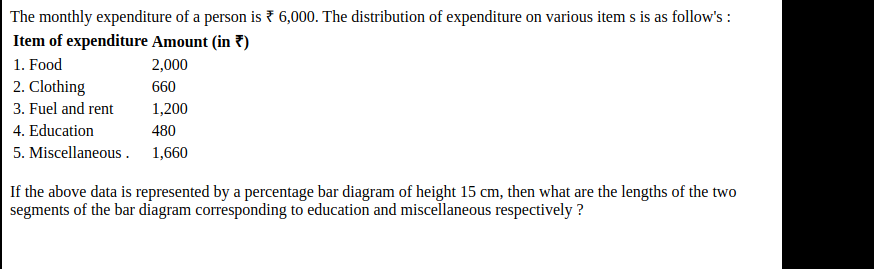 The monthly expenditure of a person is ₹ 6,000. The distribution of expenditure on various item s is as follow's :
Item of expenditure Amount (in ₹)
1. Food 2,000
2. Clothing 660
3. Fuel and rent 1,200
4. Education 480
5. Miscellaneous . 1,660
If the above data is represented by a percentage bar diagram of height 15 cm, then what are the lengths of the two
segments of the bar diagram corresponding to education and miscellaneous respectively ?